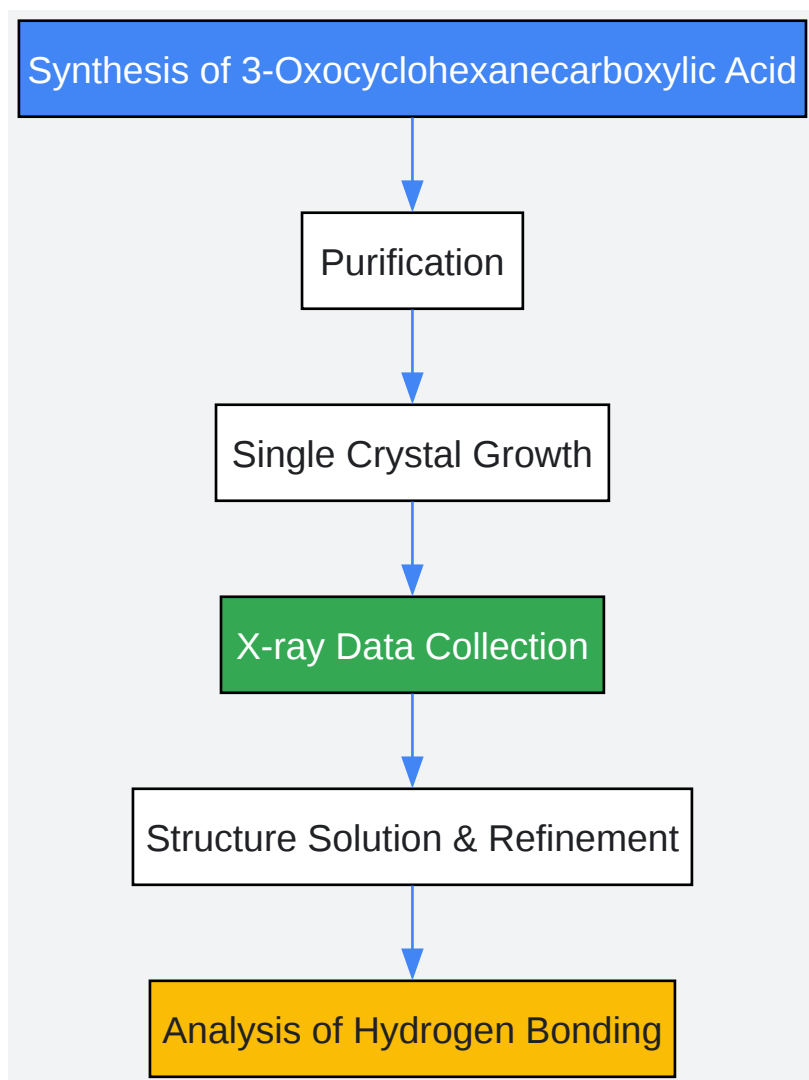 Synthesis of 3-Oxocyclohexanecarboxylic Acid
Purification
Single Crystal Growth
X-ray Data Collection
Structure Solution & Refinement
Analysis of Hydrogen Bonding